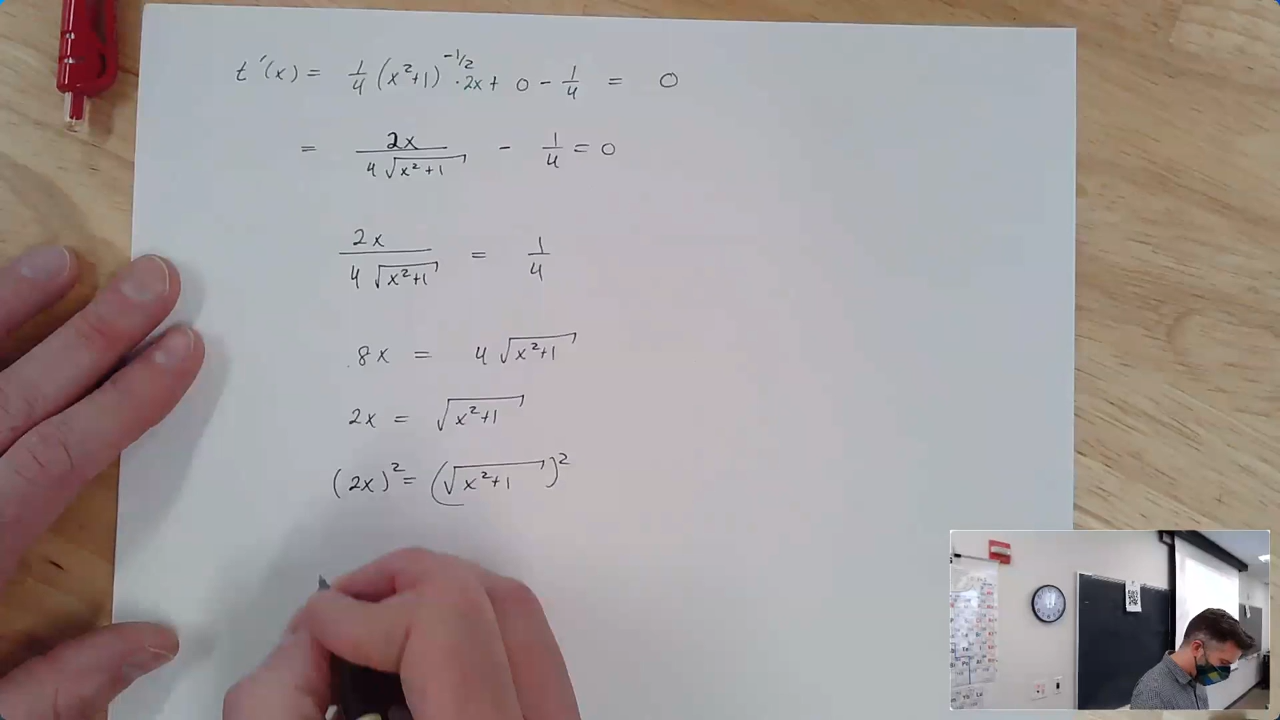 t'(x) = 1/4 (x²+1)^-1/2 · 2x + 0 - 1/4 = 0
= 2x / 4√(x²+1) - 1/4 = 0
2x / 4√(x²+1) = 1/4
8x = 4√(x²+1)
2x = √(x²+1)
(2x)² = (√(x²+1))²